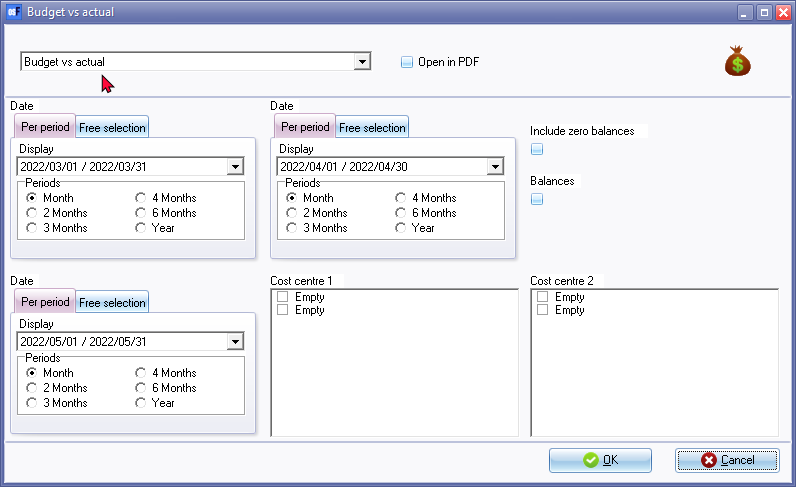 Budget vs actual
Budget vs actual
Open in PDF
Date
Per period Free selection
Display
2022/03/01 / 2022/03/31
Periods
Month 4 Months
2 Months 6 Months
3 Months Year
Date
Per period Free selection
Display
2022/04/01 / 2022/04/30
Periods
Month 4 Months
2 Months 6 Months
3 Months Year
Include zero balances
Balances
Date
Per period Free selection
Display
2022/05/01 / 2022/05/31
Periods
Month 4 Months
2 Months 6 Months
3 Months Year
Cost centre 1
Empty
Empty
Cost centre 2
Empty
Empty
OK Cancel